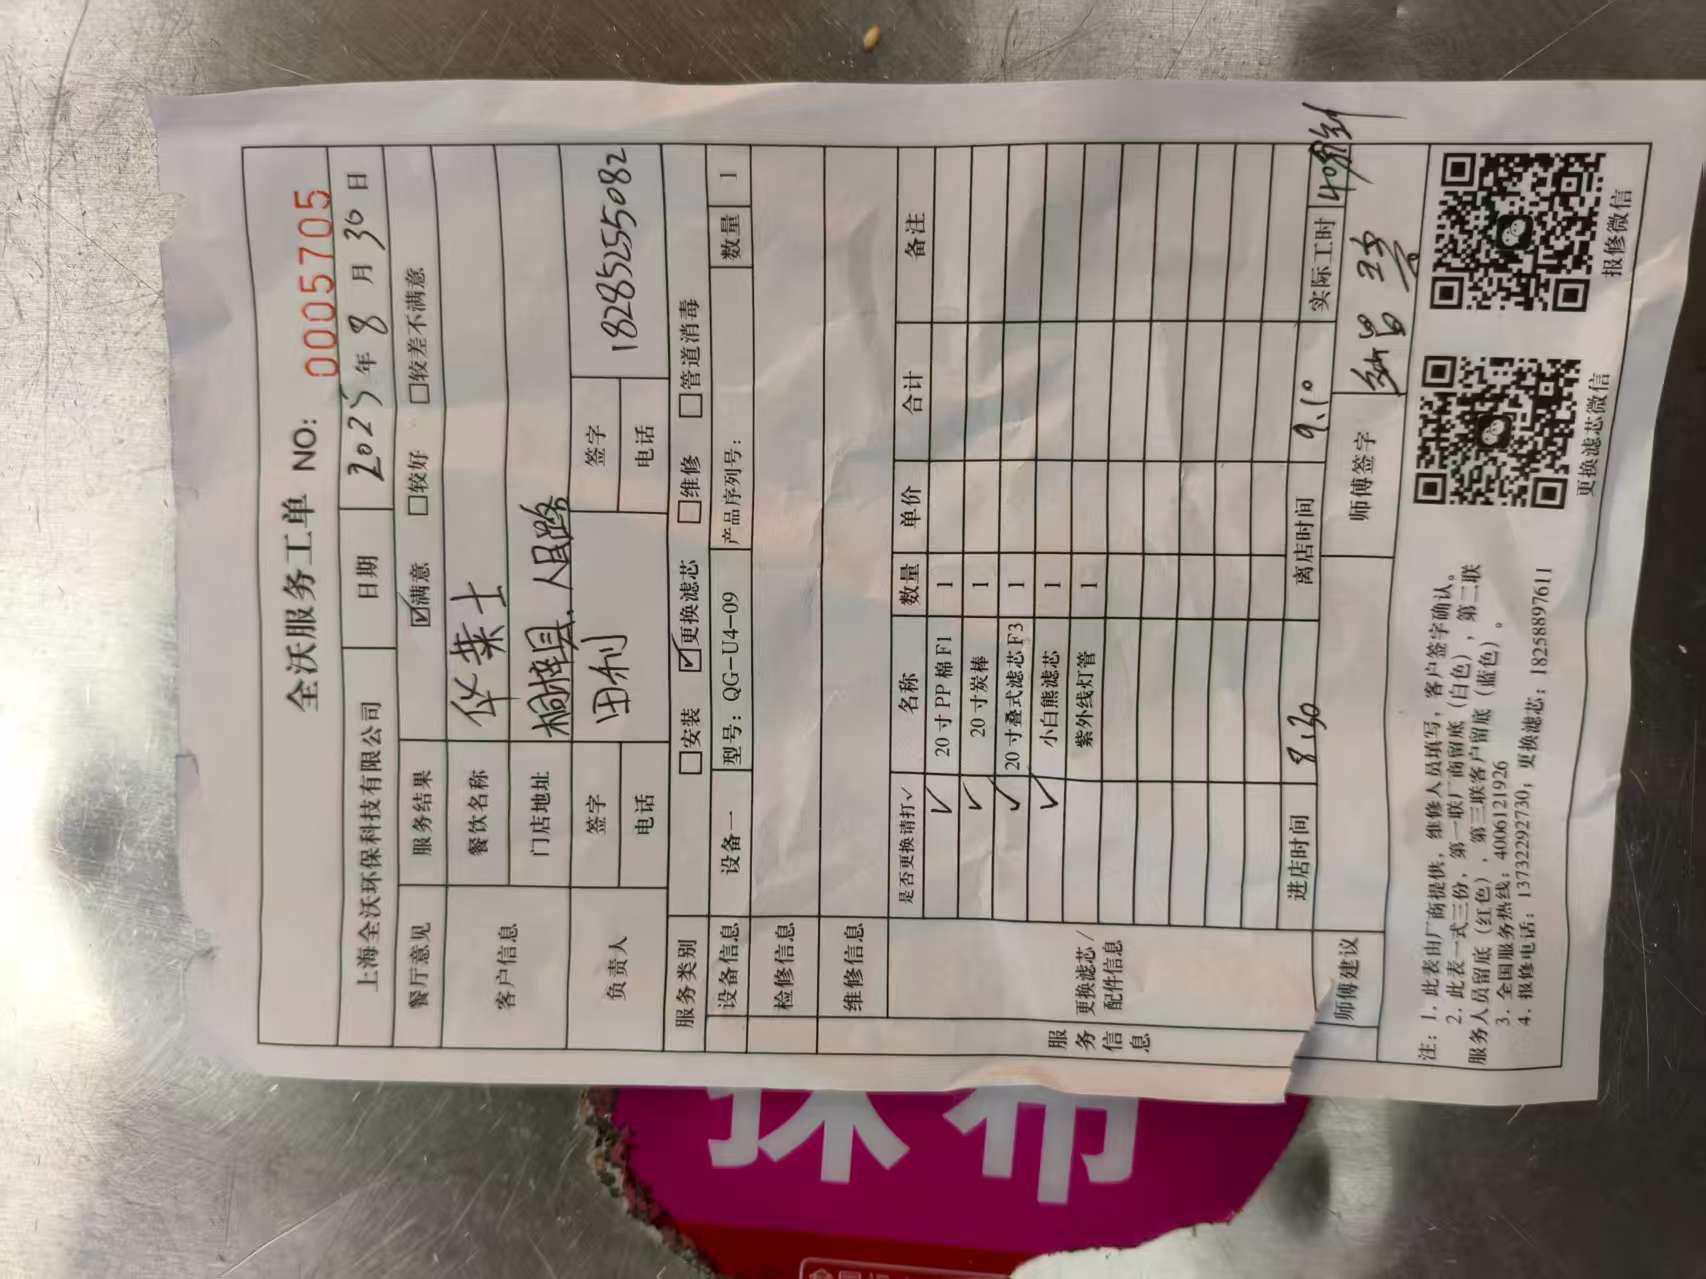 全沃服务工单 NO: 00005705
上海全沃环保科技有限公司 日期 2025年8月30日
餐厅意见 服务结果 ☑满意 □较好 □较差不满意
客户信息 餐饮名称 华莱士
门店地址 桐梓县.人民路
负责人 签字 田利 签字 18285255082
电话 电话
服务类别 □安装 ☑更换滤芯 □维修 □管道消毒
设备信息 设备一 型号: QG-U4-09 产品序列号: 数量 1
检修信息
维修信息
服务信息
更换滤芯/配件信息
是否更换请打✓ 名称 数量 单价 合计 备注
✓ 20寸PP棉F1 1
✓ 20寸炭棒 1
✓ 20寸叠式滤芯F3 1
✓ 小白熊滤芯 1
紫外线灯管 1
进店时间 8.30 离店时间 9.10 实际工时 40分针
师傅建议 师傅签字
注: 1. 此表由厂商提供, 维修人员填写, 客户签字确认。
2. 此表一式三份, 第一联厂商留底 (白色), 第二联
服务人员留底 (红色), 第三联客户留底 (蓝色)。
3. 全国服务热线: 4006121926
4. 报修电话: 13732292730; 更换滤芯: 18258897611
更换滤芯微信 报修微信
抹布